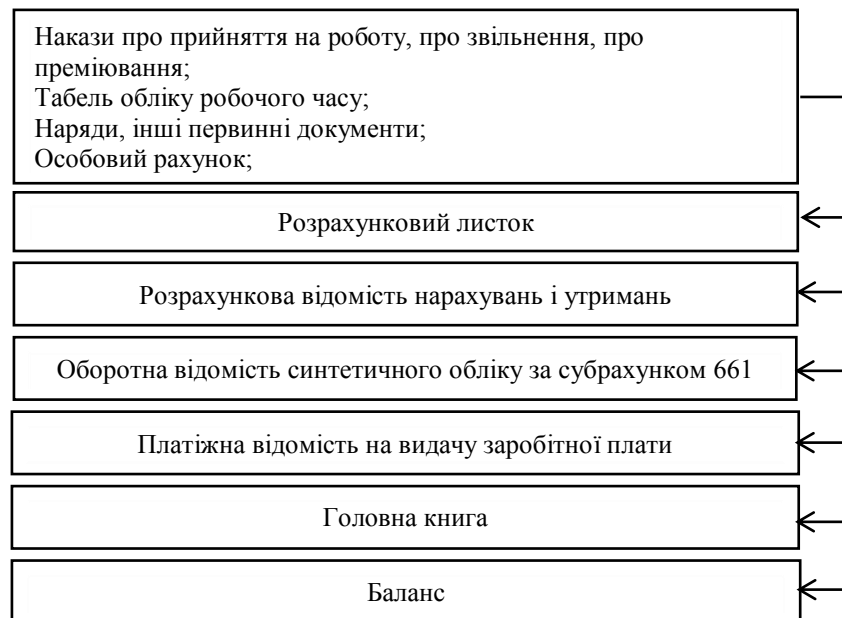 Накази про прийняття на роботу, про звільнення, про
преміювання;
Табель обліку робочого часу;
Наряди, інші первинні документи;
Особовий рахунок;
Розрахунковий листок
Розрахункова відомість нарахувань і утримань
Оборотна відомість синтетичного обліку за субрахунком 661
Платіжна відомість на видачу заробітної плати
Головна книга
Баланс